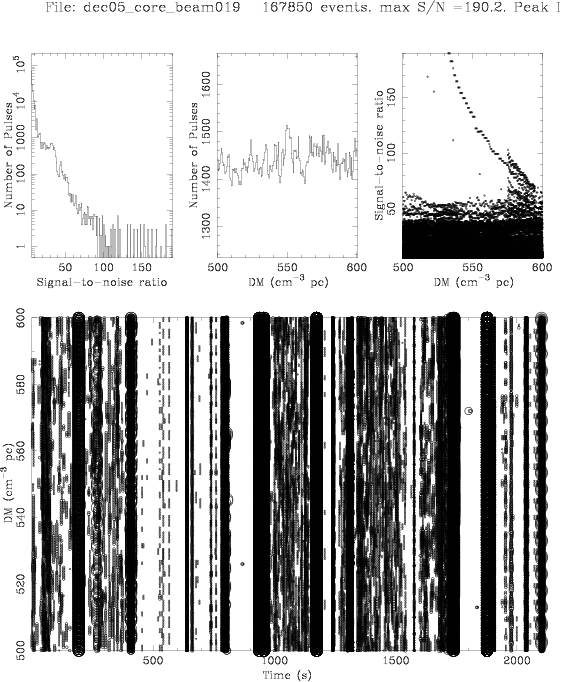 File: dec05_core_beam019 167850 events. max S/N =190.2. Peak I
Number of Pulses
10⁵
10⁴
1000
100
10
1
50 100 150
Signal-to-noise ratio
Number of Pulses
1600
1500
1400
1300
500 550 600
DM (cm⁻³ pc)
Signal-to-noise ratio
150
100
50
500 550 600
DM (cm⁻³ pc)
DM (cm⁻³ pc)
600
580
560
540
520
500
500 1000 1500 2000
Time (s)